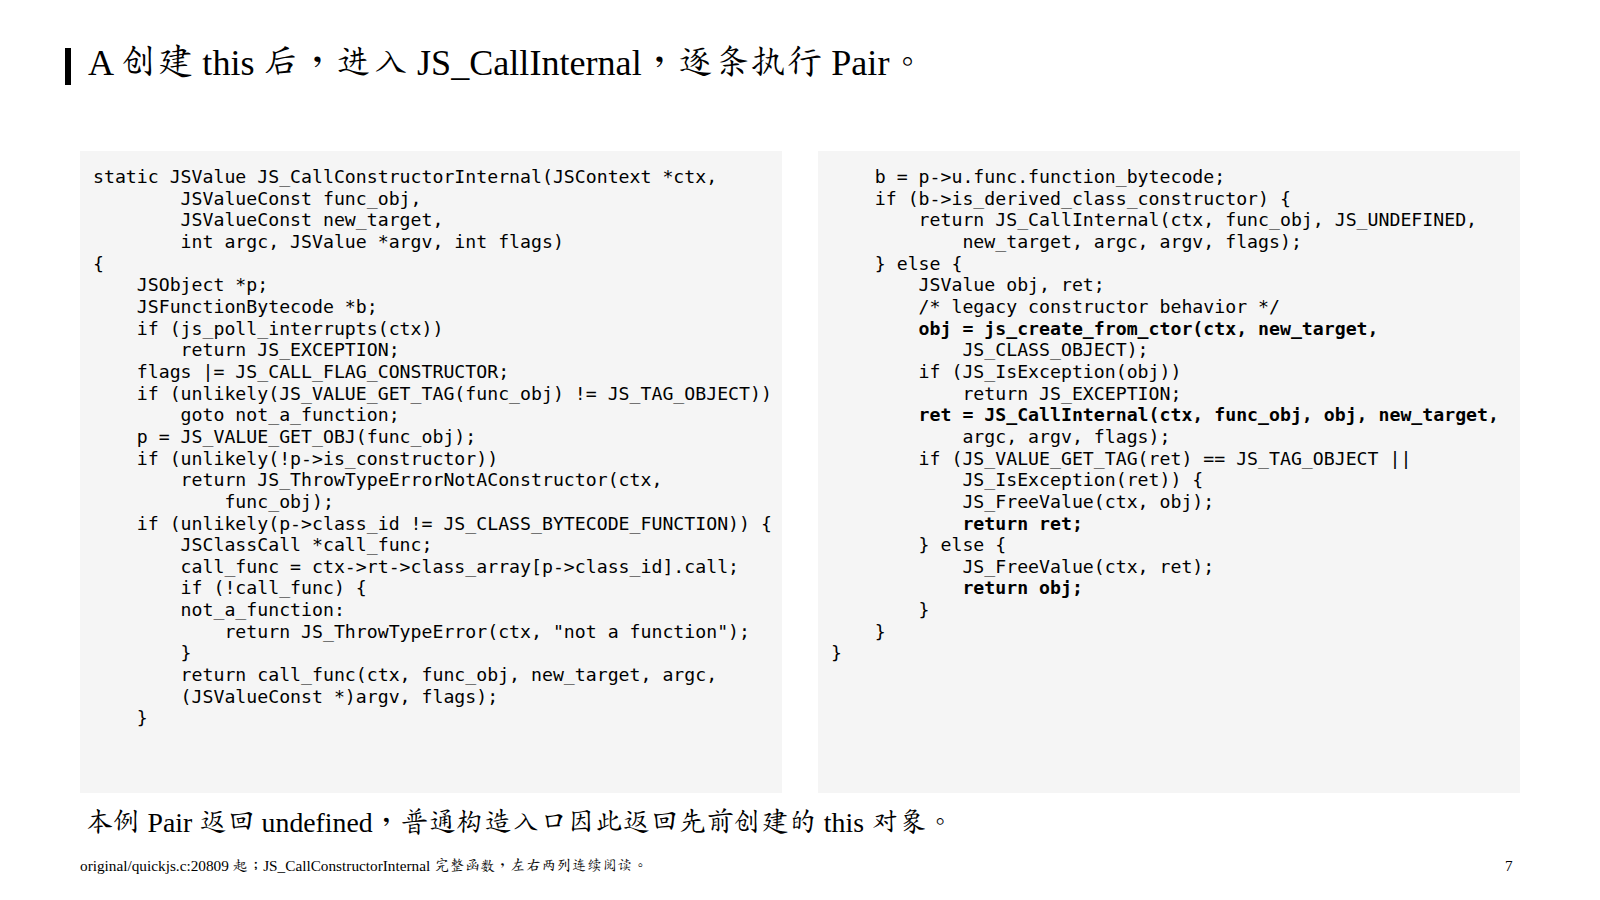 A 创建 this 后，进入 JS_CallInternal，逐条执行 Pair。
static JSValue JS_CallConstructorInternal(JSContext *ctx,
        JSValueConst func_obj,
        JSValueConst new_target,
        int argc, JSValue *argv, int flags)
{
    JSObject *p;
    JSFunctionBytecode *b;
    if (js_poll_interrupts(ctx))
        return JS_EXCEPTION;
    flags |= JS_CALL_FLAG_CONSTRUCTOR;
    if (unlikely(JS_VALUE_GET_TAG(func_obj) != JS_TAG_OBJECT))
        goto not_a_function;
    p = JS_VALUE_GET_OBJ(func_obj);
    if (unlikely(!p->is_constructor))
        return JS_ThrowTypeErrorNotAConstructor(ctx,
            func_obj);
    if (unlikely(p->class_id != JS_CLASS_BYTECODE_FUNCTION)) {
        JSClassCall *call_func;
        call_func = ctx->rt->class_array[p->class_id].call;
        if (!call_func) {
        not_a_function:
            return JS_ThrowTypeError(ctx, "not a function");
        }
        return call_func(ctx, func_obj, new_target, argc,
        (JSValueConst *)argv, flags);
    }
    b = p->u.func.function_bytecode;
    if (b->is_derived_class_constructor) {
        return JS_CallInternal(ctx, func_obj, JS_UNDEFINED,
            new_target, argc, argv, flags);
    } else {
        JSValue obj, ret;
        /* legacy constructor behavior */
        obj = js_create_from_ctor(ctx, new_target,
            JS_CLASS_OBJECT);
        if (JS_IsException(obj))
            return JS_EXCEPTION;
        ret = JS_CallInternal(ctx, func_obj, obj, new_target,
            argc, argv, flags);
        if (JS_VALUE_GET_TAG(ret) == JS_TAG_OBJECT ||
            JS_IsException(ret)) {
            JS_FreeValue(ctx, obj);
            return ret;
        } else {
            JS_FreeValue(ctx, ret);
            return obj;
        }
    }
}
本例 Pair 返回 undefined，普通构造入口因此返回先前创建的 this 对象。
original/quickjs.c:20809 起；JS_CallConstructorInternal 完整函数，左右两列连续阅读。
7